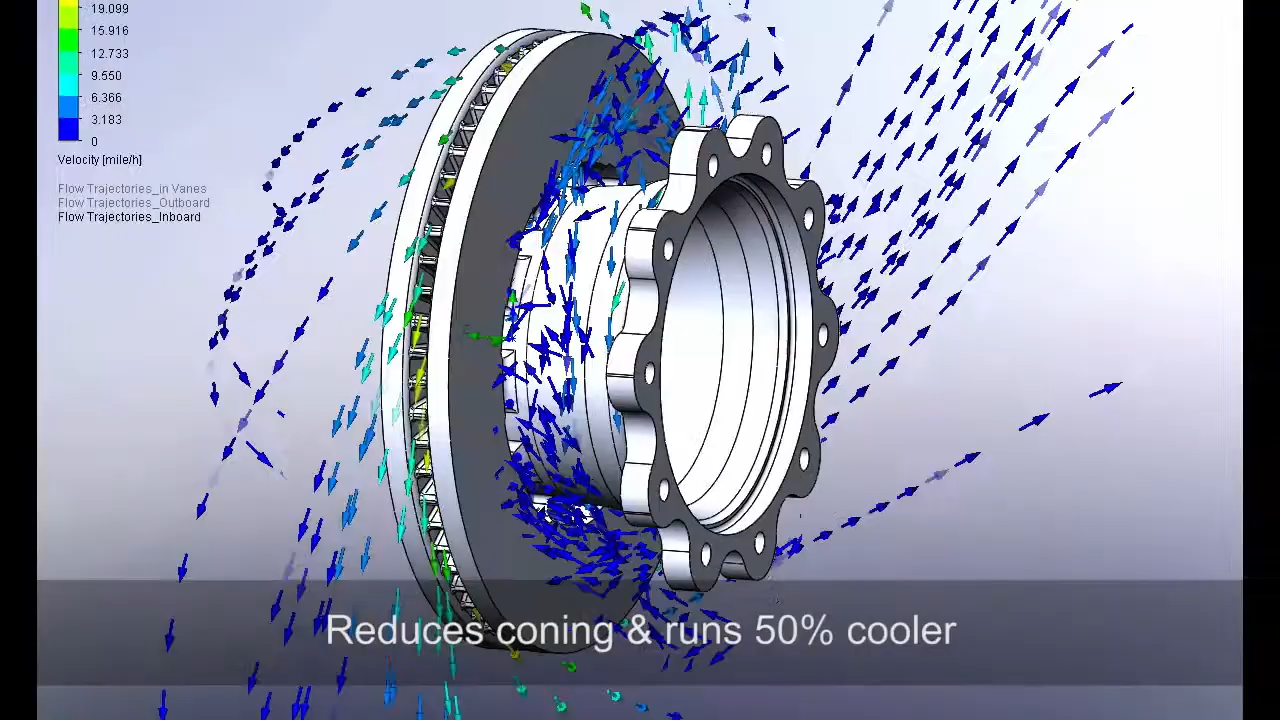 19.099
15.916
12.733
9.550
6.366
3.183
0
Velocity [mile/h]
Flow Trajectories_in Vanes
Flow Trajectories_Outboard
Flow Trajectories_Inboard
Reduces coning & runs 50% cooler